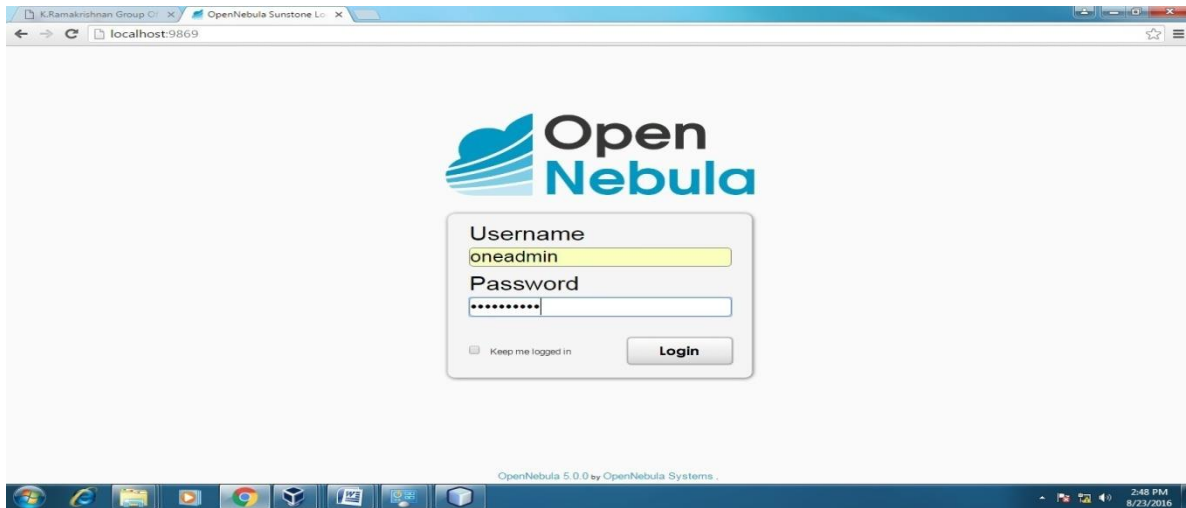 K.Ramakrishnan Group Of
OpenNebula Sunstone Lo
localhost:9869
Open
Nebula
Username
oneadmin
Password
••••••••••
Keep me logged in
Login
OpenNebula 5.0.0 by OpenNebula Systems .
2:48 PM
8/23/2016